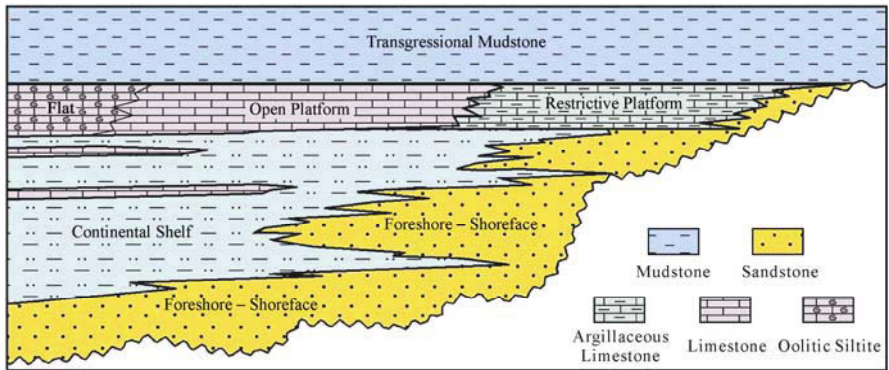 Transgressional Mudstone
Flat
Open Platform
Restrictive Platform
Continental Shelf
Foreshore – Shoreface
Foreshore – Shoreface
Mudstone
Sandstone
Argillaceous
Limestone
Limestone
Oolitic Siltite